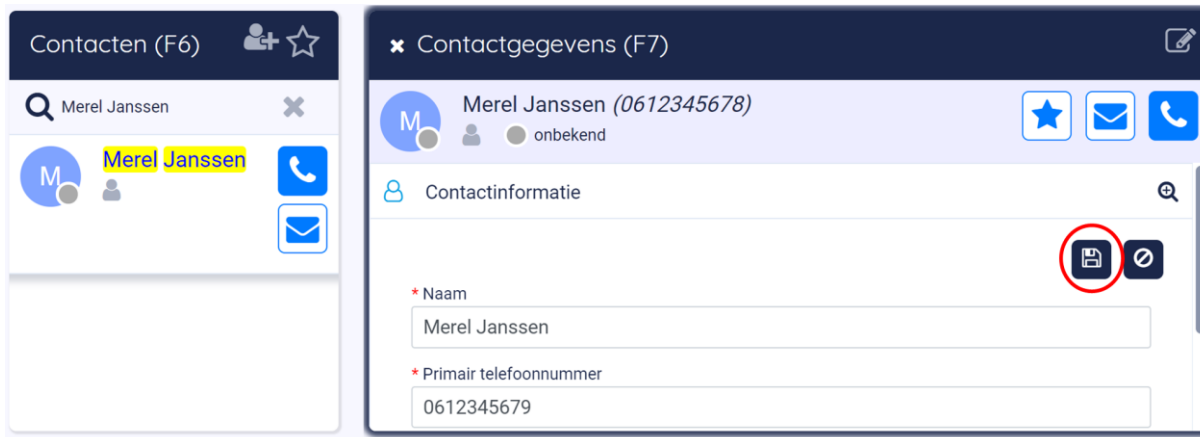 Contacten (F6)
Merel Janssen
M
Merel Janssen
× Contactgegevens (F7)
M
Merel Janssen (0612345678)
onbekend
Contactinformatie
* Naam
Merel Janssen
* Primair telefoonnummer
0612345679